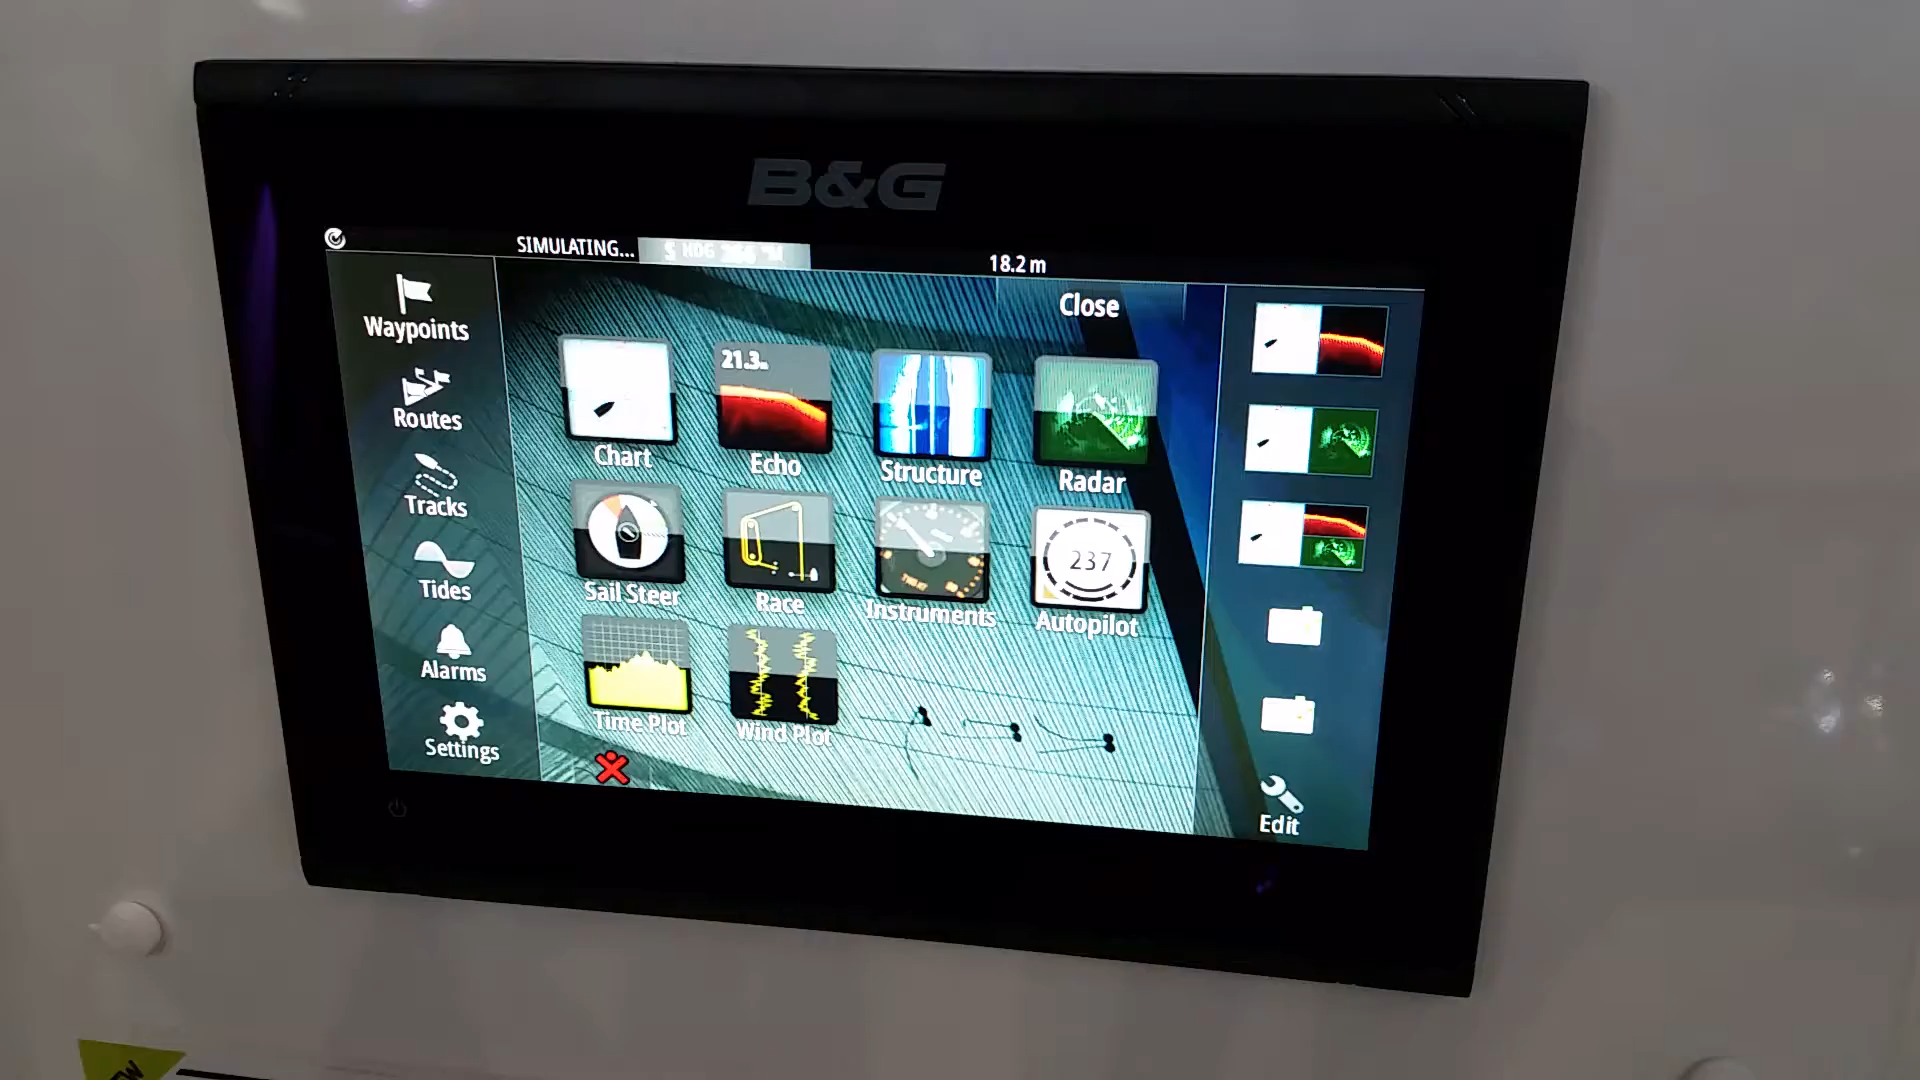 B&G
SIMULATING...
18.2 m
Close
Waypoints
Routes
Tracks
Tides
Alarms
Settings
21.3m
Chart
Echo
Structure
Radar
237
Sail Steer
Race
Instruments
Autopilot
Time Plot
Wind Plot
Edit